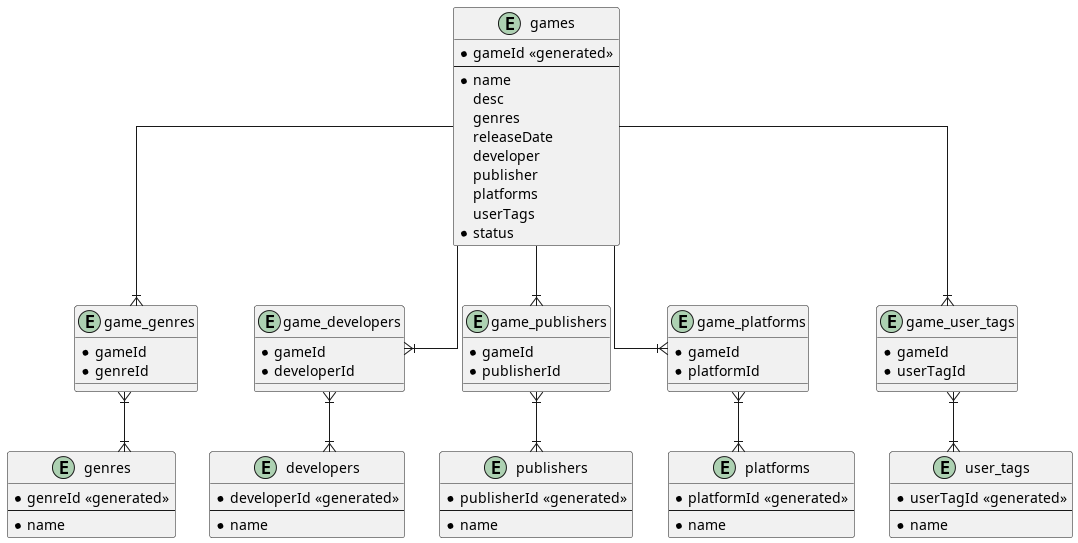 E games
* gameId «generated»
* name
desc
genres
releaseDate
developer
publisher
platforms
userTags
* status
E game_genres
* gameId
* genreId
E game_developers
* gameId
* developerId
E game_publishers
* gameId
* publisherId
E game_platforms
* gameId
* platformId
E game_user_tags
* gameId
* userTagId
E genres
* genreId «generated»
* name
E developers
* developerId «generated»
* name
E publishers
* publisherId «generated»
* name
E platforms
* platformId «generated»
* name
E user_tags
* userTagId «generated»
* name